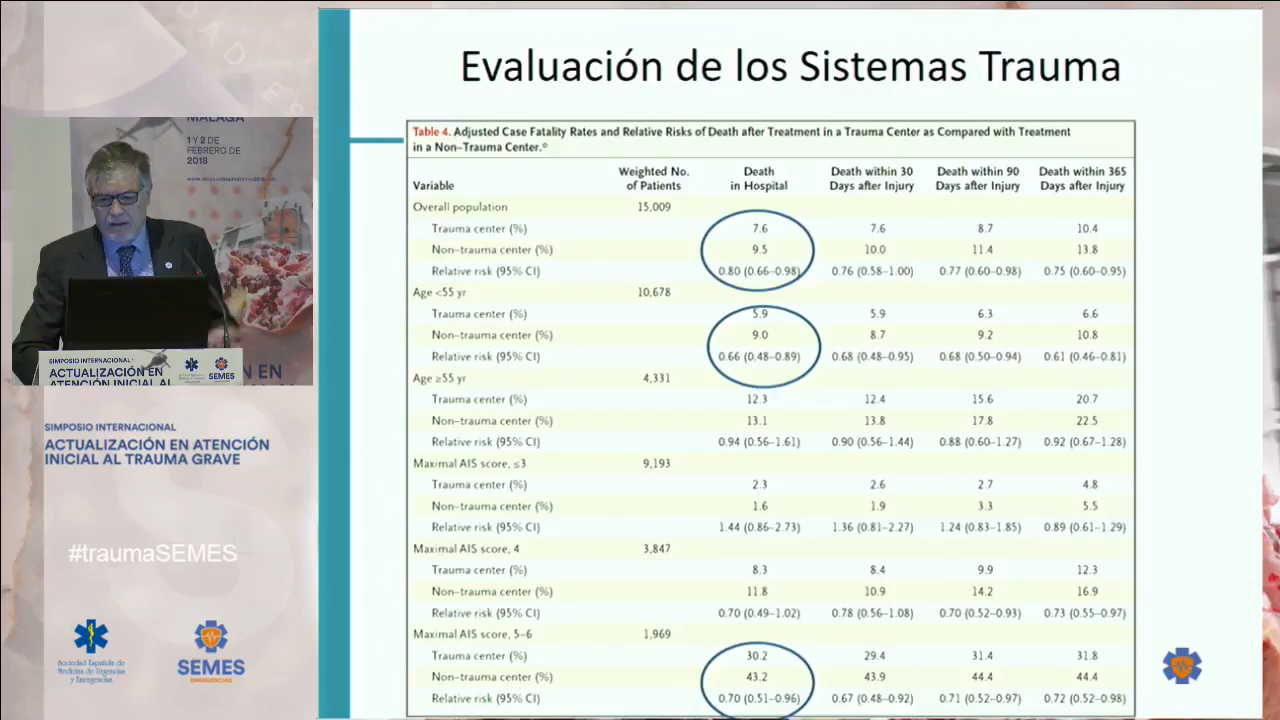 Evaluación de los Sistemas Trauma
Table 4. Adjusted Case Fatality Rates and Relative Risks of Death after Treatment in a Trauma Center as Compared with Treatment
in a Non–Trauma Center.*
Variable Weighted No. of Patients Death in Hospital Death within 30 Days after Injury Death within 90 Days after Injury Death within 365 Days after Injury
Overall population 15,009
Trauma center (%) 7.6 7.6 8.7 10.4
Non–trauma center (%) 9.5 10.0 11.4 13.8
Relative risk (95% CI) 0.80 (0.66–0.98) 0.76 (0.58–1.00) 0.77 (0.60–0.98) 0.75 (0.60–0.95)
Age <55 yr 10,678
Trauma center (%) 5.9 5.9 6.3 6.6
Non–trauma center (%) 9.0 8.7 9.2 10.8
Relative risk (95% CI) 0.66 (0.48–0.89) 0.68 (0.48–0.95) 0.68 (0.50–0.94) 0.61 (0.46–0.81)
Age ≥55 yr 4,331
Trauma center (%) 12.3 12.4 15.6 20.7
Non–trauma center (%) 13.1 13.8 17.8 22.5
Relative risk (95% CI) 0.94 (0.56–1.61) 0.90 (0.56–1.44) 0.88 (0.60–1.27) 0.92 (0.67–1.28)
Maximal AIS score, ≤3 9,193
Trauma center (%) 2.3 2.6 2.7 4.8
Non–trauma center (%) 1.6 1.9 3.3 5.5
Relative risk (95% CI) 1.44 (0.86–2.73) 1.36 (0.81–2.27) 1.24 (0.83–1.85) 0.89 (0.61–1.29)
Maximal AIS score, 4 3,847
Trauma center (%) 8.3 8.4 9.9 12.3
Non–trauma center (%) 11.8 10.9 14.2 16.9
Relative risk (95% CI) 0.70 (0.49–1.02) 0.78 (0.56–1.08) 0.70 (0.52–0.93) 0.73 (0.55–0.97)
Maximal AIS score, 5–6 1,969
Trauma center (%) 30.2 29.4 31.4 31.8
Non–trauma center (%) 43.2 43.9 44.4 44.4
Relative risk (95% CI) 0.70 (0.51–0.96) 0.67 (0.48–0.92) 0.71 (0.52–0.97) 0.72 (0.52–0.98)
MÁLAGA
1 Y 2 DE
FEBRERO DE
2018
SIMPOSIO INTERNACIONAL
ACTUALIZACIÓN EN
ATENCIÓN INICIAL AL
SEMES
SIMPOSIO INTERNACIONAL
ACTUALIZACIÓN EN ATENCIÓN
INICIAL AL TRAUMA GRAVE
#traumaSEMES
Sociedad Española de
Medicina de Urgencias
y Emergencias
SEMES
EMERGENCIAS